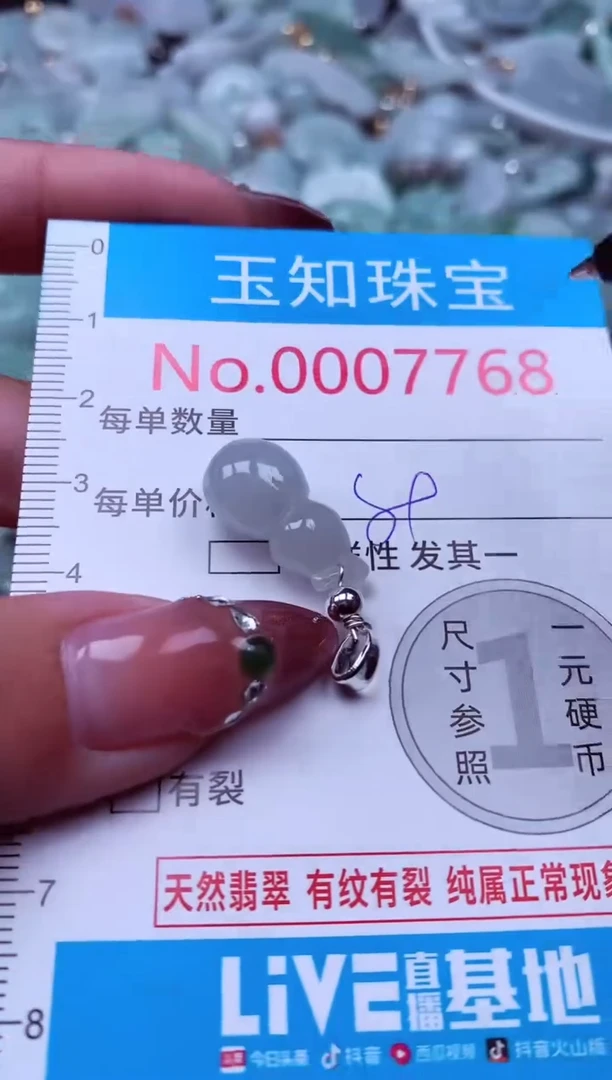 0
玉知珠宝
1
No.0007768
2
每单数量
3
每单价
4
性 发其一
尺寸参照
1
一元硬币
有裂
7
天然翡翠 有纹有裂 纯属正常现象
LiVE直播基地
8
今日头条 抖音 西瓜视频 抖音火山版